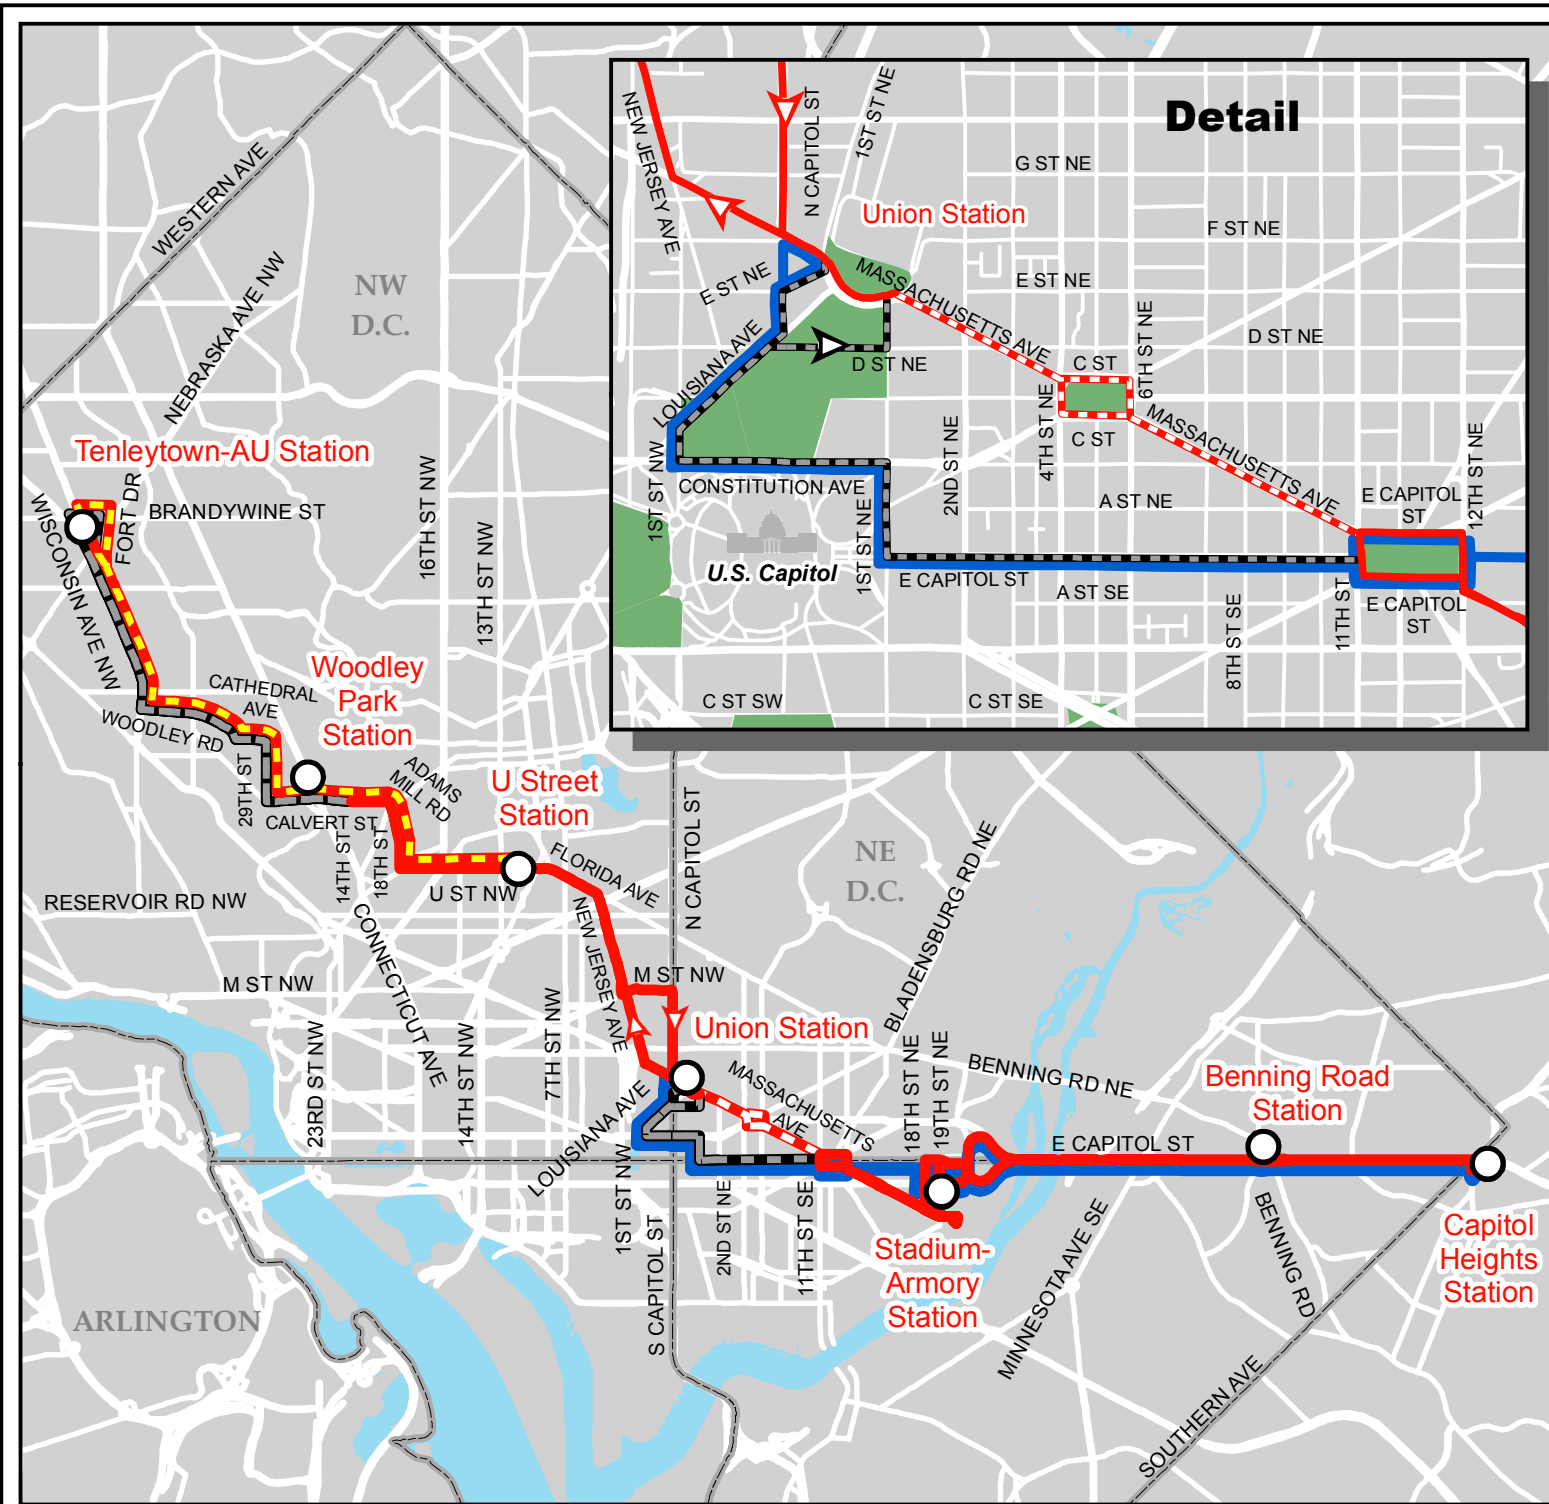 Detail
NEW JERSEY AVE
N CAPITOL ST
1ST ST NE
G ST NE
Union Station
F ST NE
E ST NE
MASSACHUSETTS AVE
E ST NE
6TH ST NE
D ST NE
LOUISIANA AVE
D ST NE
C ST
4TH ST NE
C ST
MASSACHUSETTS AVE
2ND ST NE
12TH ST NE
1ST ST NW
CONSTITUTION AVE
A ST NE
E CAPITOL
ST
1ST ST NE
U.S. Capitol
E CAPITOL ST
A ST SE
8TH ST SE
11TH ST
E CAPITOL
ST
C ST SW
C ST SE
WESTERN AVE
NEBRASKA AVE NW
NW
D.C.
Tenleytown-AU Station
WISCONSIN AVE NW
FORT DR
BRANDYWINE ST
16TH ST NW
13TH ST NW
Woodley
Park
Station
CATHEDRAL
AVE
WOODLEY RD
29TH ST
ADAMS
MILL RD
U Street
Station
CALVERT ST
14TH ST
18TH ST
FLORIDA AVE
N CAPITOL ST
NE
D.C.
BLADENSBURG RD NE
RESERVOIR RD NW
U ST NW
CONNECTICUT AVE
NEW JERSEY AVE
M ST NW
M ST NW
23RD ST NW
14TH ST NW
7TH ST NW
Union Station
MASSACHUSETTS
AVE
18TH ST NE
19TH ST NE
BENNING RD NE
Benning Road
Station
LOUISIANA AVE
E CAPITOL ST
1ST ST NW
S CAPITOL ST
2ND ST NE
11TH ST SE
Stadium-
Armory
Station
MINNESOTA AVE SE
BENNING RD
Capitol
Heights
Station
ARLINGTON
SOUTHERN AVE